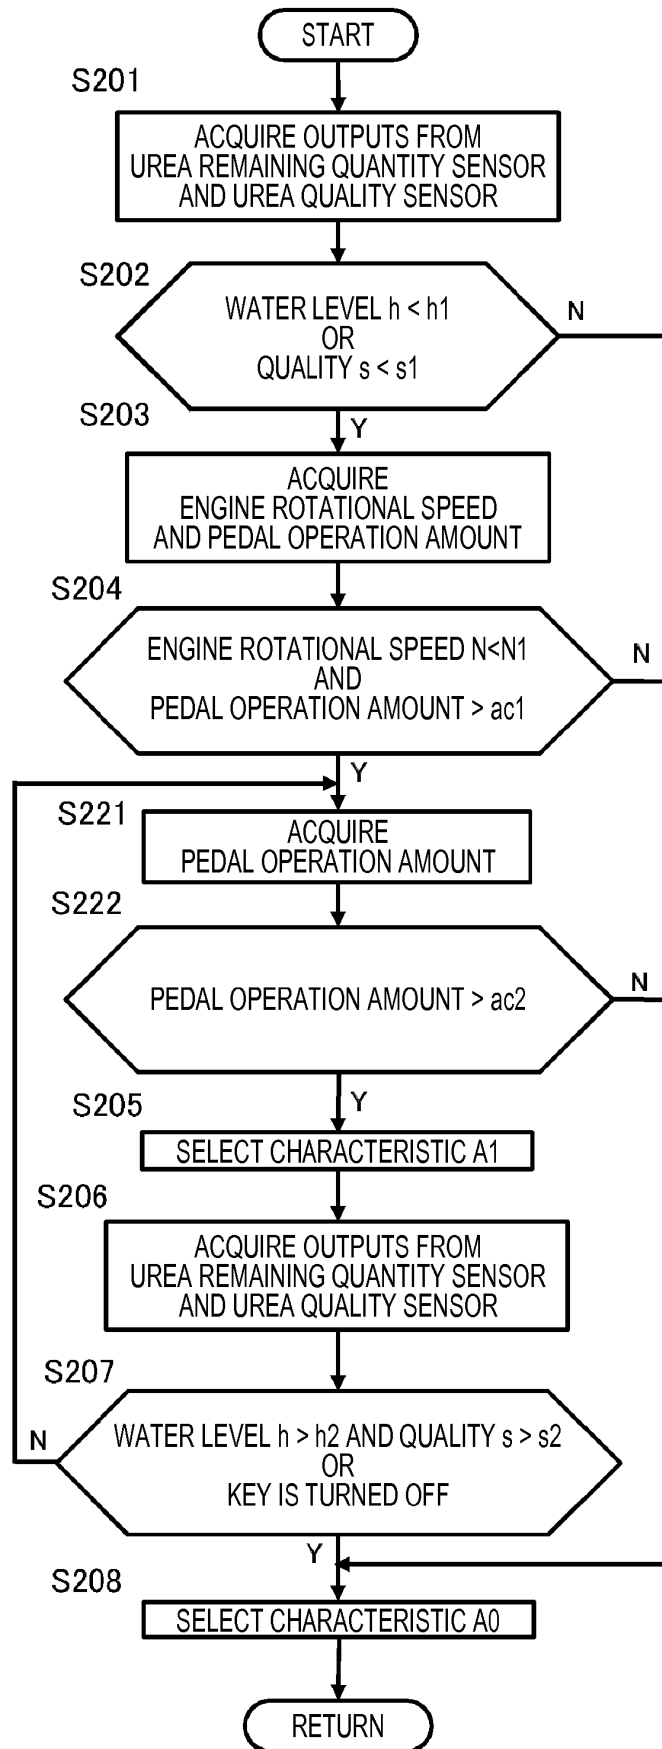 START
S201
ACQUIRE OUTPUTS FROM
UREA REMAINING QUANTITY SENSOR
AND UREA QUALITY SENSOR
S202
WATER LEVEL h < h1
OR
QUALITY s < s1
N
S203
Y
ACQUIRE
ENGINE ROTATIONAL SPEED
AND PEDAL OPERATION AMOUNT
S204
ENGINE ROTATIONAL SPEED N<N1
AND
PEDAL OPERATION AMOUNT > ac1
N
Y
S221
ACQUIRE
PEDAL OPERATION AMOUNT
S222
PEDAL OPERATION AMOUNT > ac2
N
Y
S205
SELECT CHARACTERISTIC A1
S206
ACQUIRE OUTPUTS FROM
UREA REMAINING QUANTITY SENSOR
AND UREA QUALITY SENSOR
S207
N
WATER LEVEL h > h2 AND QUALITY s > s2
OR
KEY IS TURNED OFF
Y
S208
SELECT CHARACTERISTIC A0
RETURN